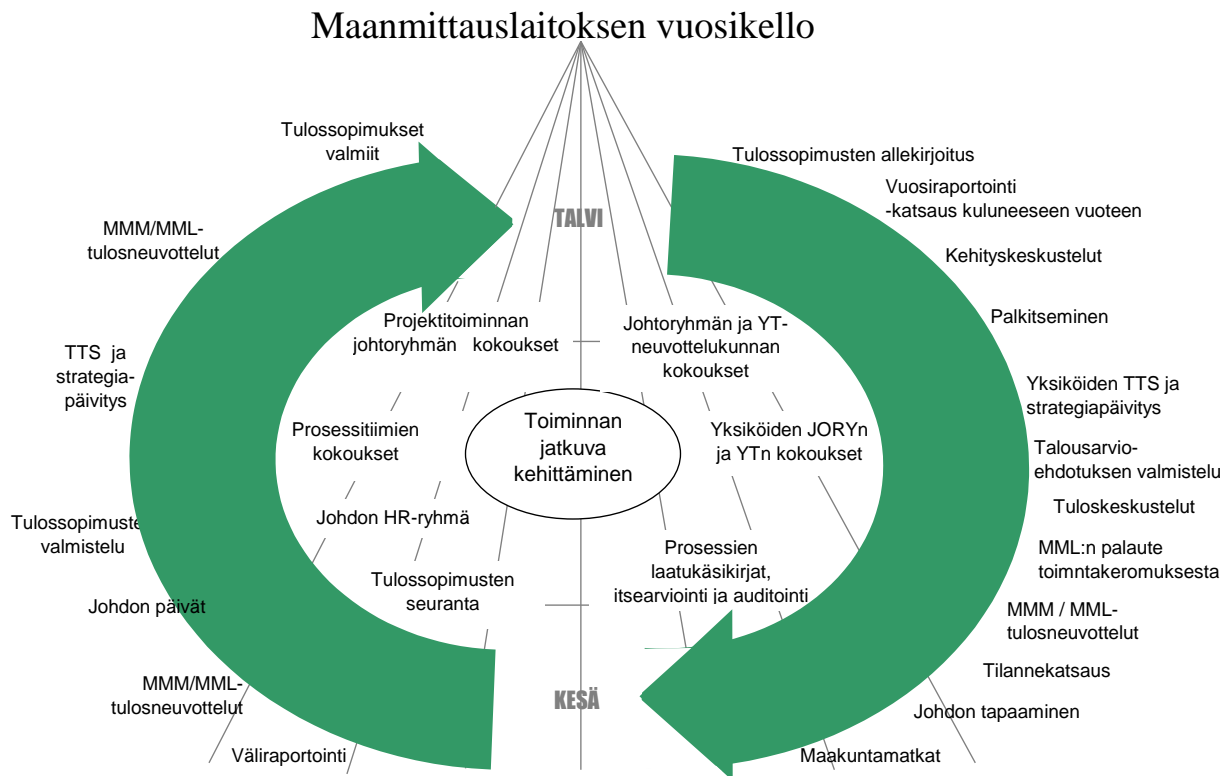 Maanmittauslaitoksen vuosikello
Tulossopimukset
valmiit
MMM/MML-
tulosneuvottelut
TTS ja
strategia-
päivitys
Tulossopimuste
valmistelu
Johdon päivät
MMM/MML-
tulosneuvottelut
Väliraportointi
TALVI
Projektitoiminnan
johtoryhmän kokoukset
Prosessitiimien
kokoukset
Johdon HR-ryhmä
Tulossopimusten
seuranta
Toiminnan
jatkuva
kehittäminen
Johtoryhmän ja YT-
neuvottelukunnan
kokoukset
Yksiköiden JORYn
ja YTn kokoukset
Prosessien
laatukäsikirjat,
itsearviointi ja auditointi
KESÄ
Tulossopimusten allekirjoitus
Vuosiraportointi
-katsaus kuluneeseen vuoteen
Kehityskeskustelut
Palkitseminen
Yksiköiden TTS ja
strategiapäivitys
Talousarvio-
ehdotuksen valmistelu
Tuloskeskustelut
MML:n palaute
toimntakeromuksesta
MMM / MML-
tulosneuvottelut
Tilannekatsaus
Johdon tapaaminen
Maakuntamatkat